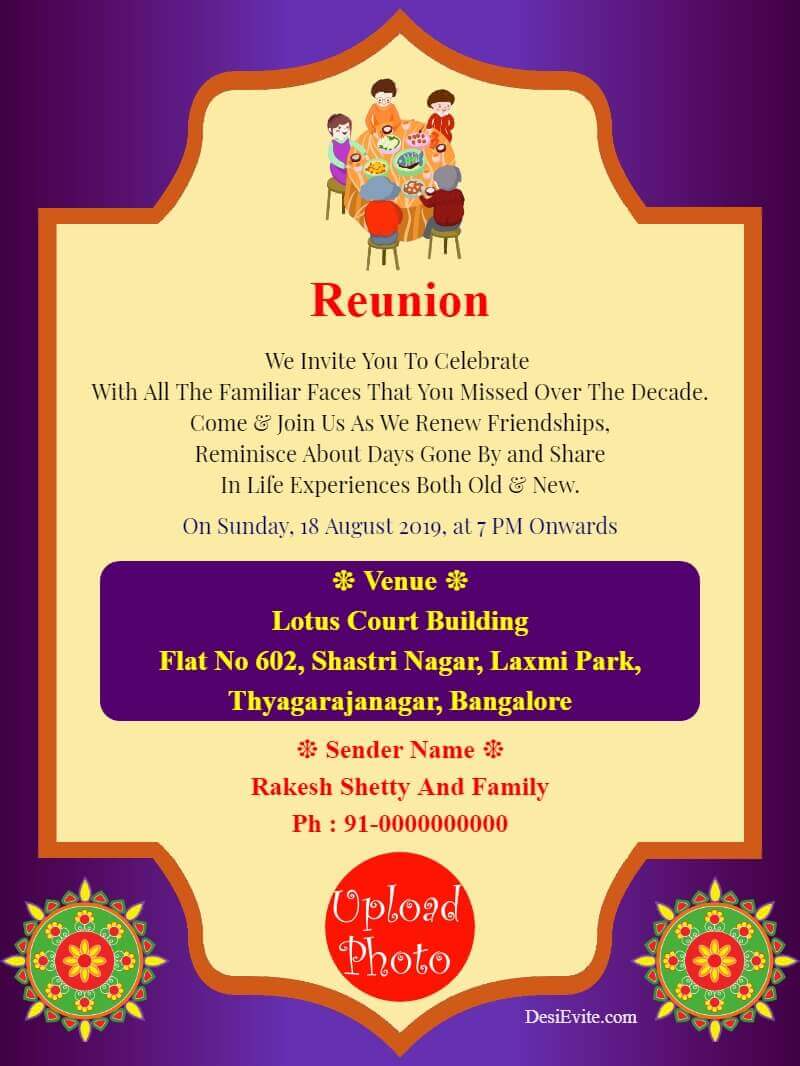 Reunion
We Invite You To Celebrate
With All The Familiar Faces That You Missed Over The Decade.
Come & Join Us As We Renew Friendships,
Reminisce About Days Gone By and Share
In Life Experiences Both Old & New.
On Sunday, 18 August 2019, at 7 PM Onwards
❇ Venue ❇
Lotus Court Building
Flat No 602, Shastri Nagar, Laxmi Park,
Thyagarajanagar, Bangalore
❇ Sender Name ❇
Rakesh Shetty And Family
Ph : 91-0000000000
Upload
Photo
DesiEvite.com